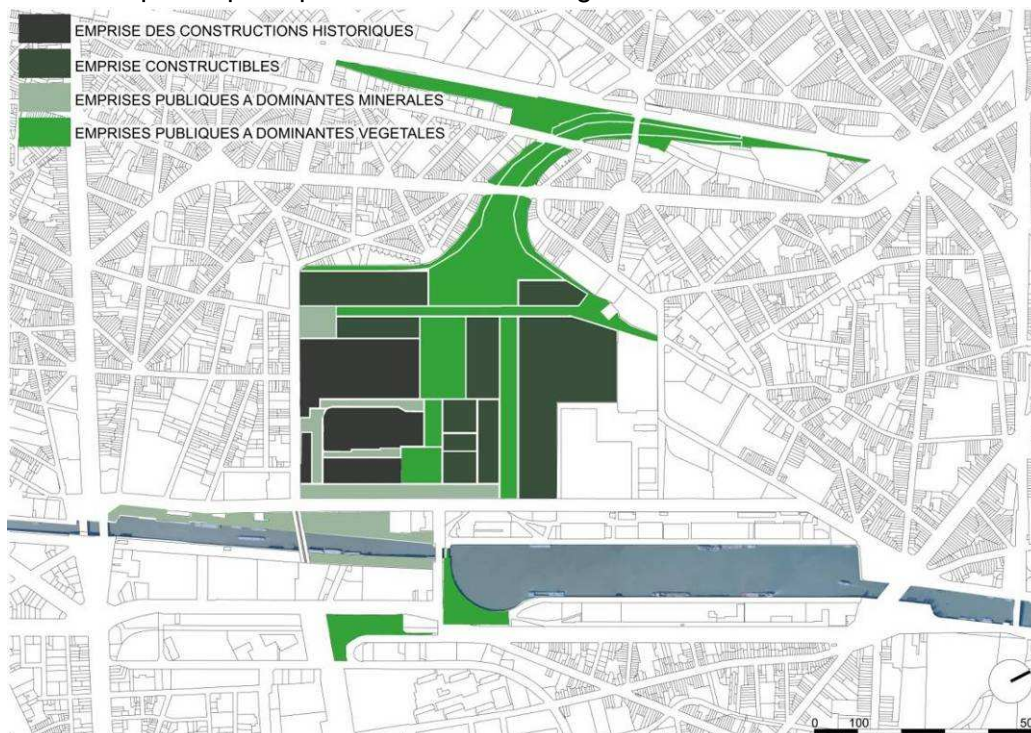 EMPRISE DES CONSTRUCTIONS HISTORIQUES
EMPRISE CONSTRUCTIBLES
EMPRISES PUBLIQUES A DOMINANTES MINERALES
EMPRISES PUBLIQUES A DOMINANTES VEGETALES
0 100